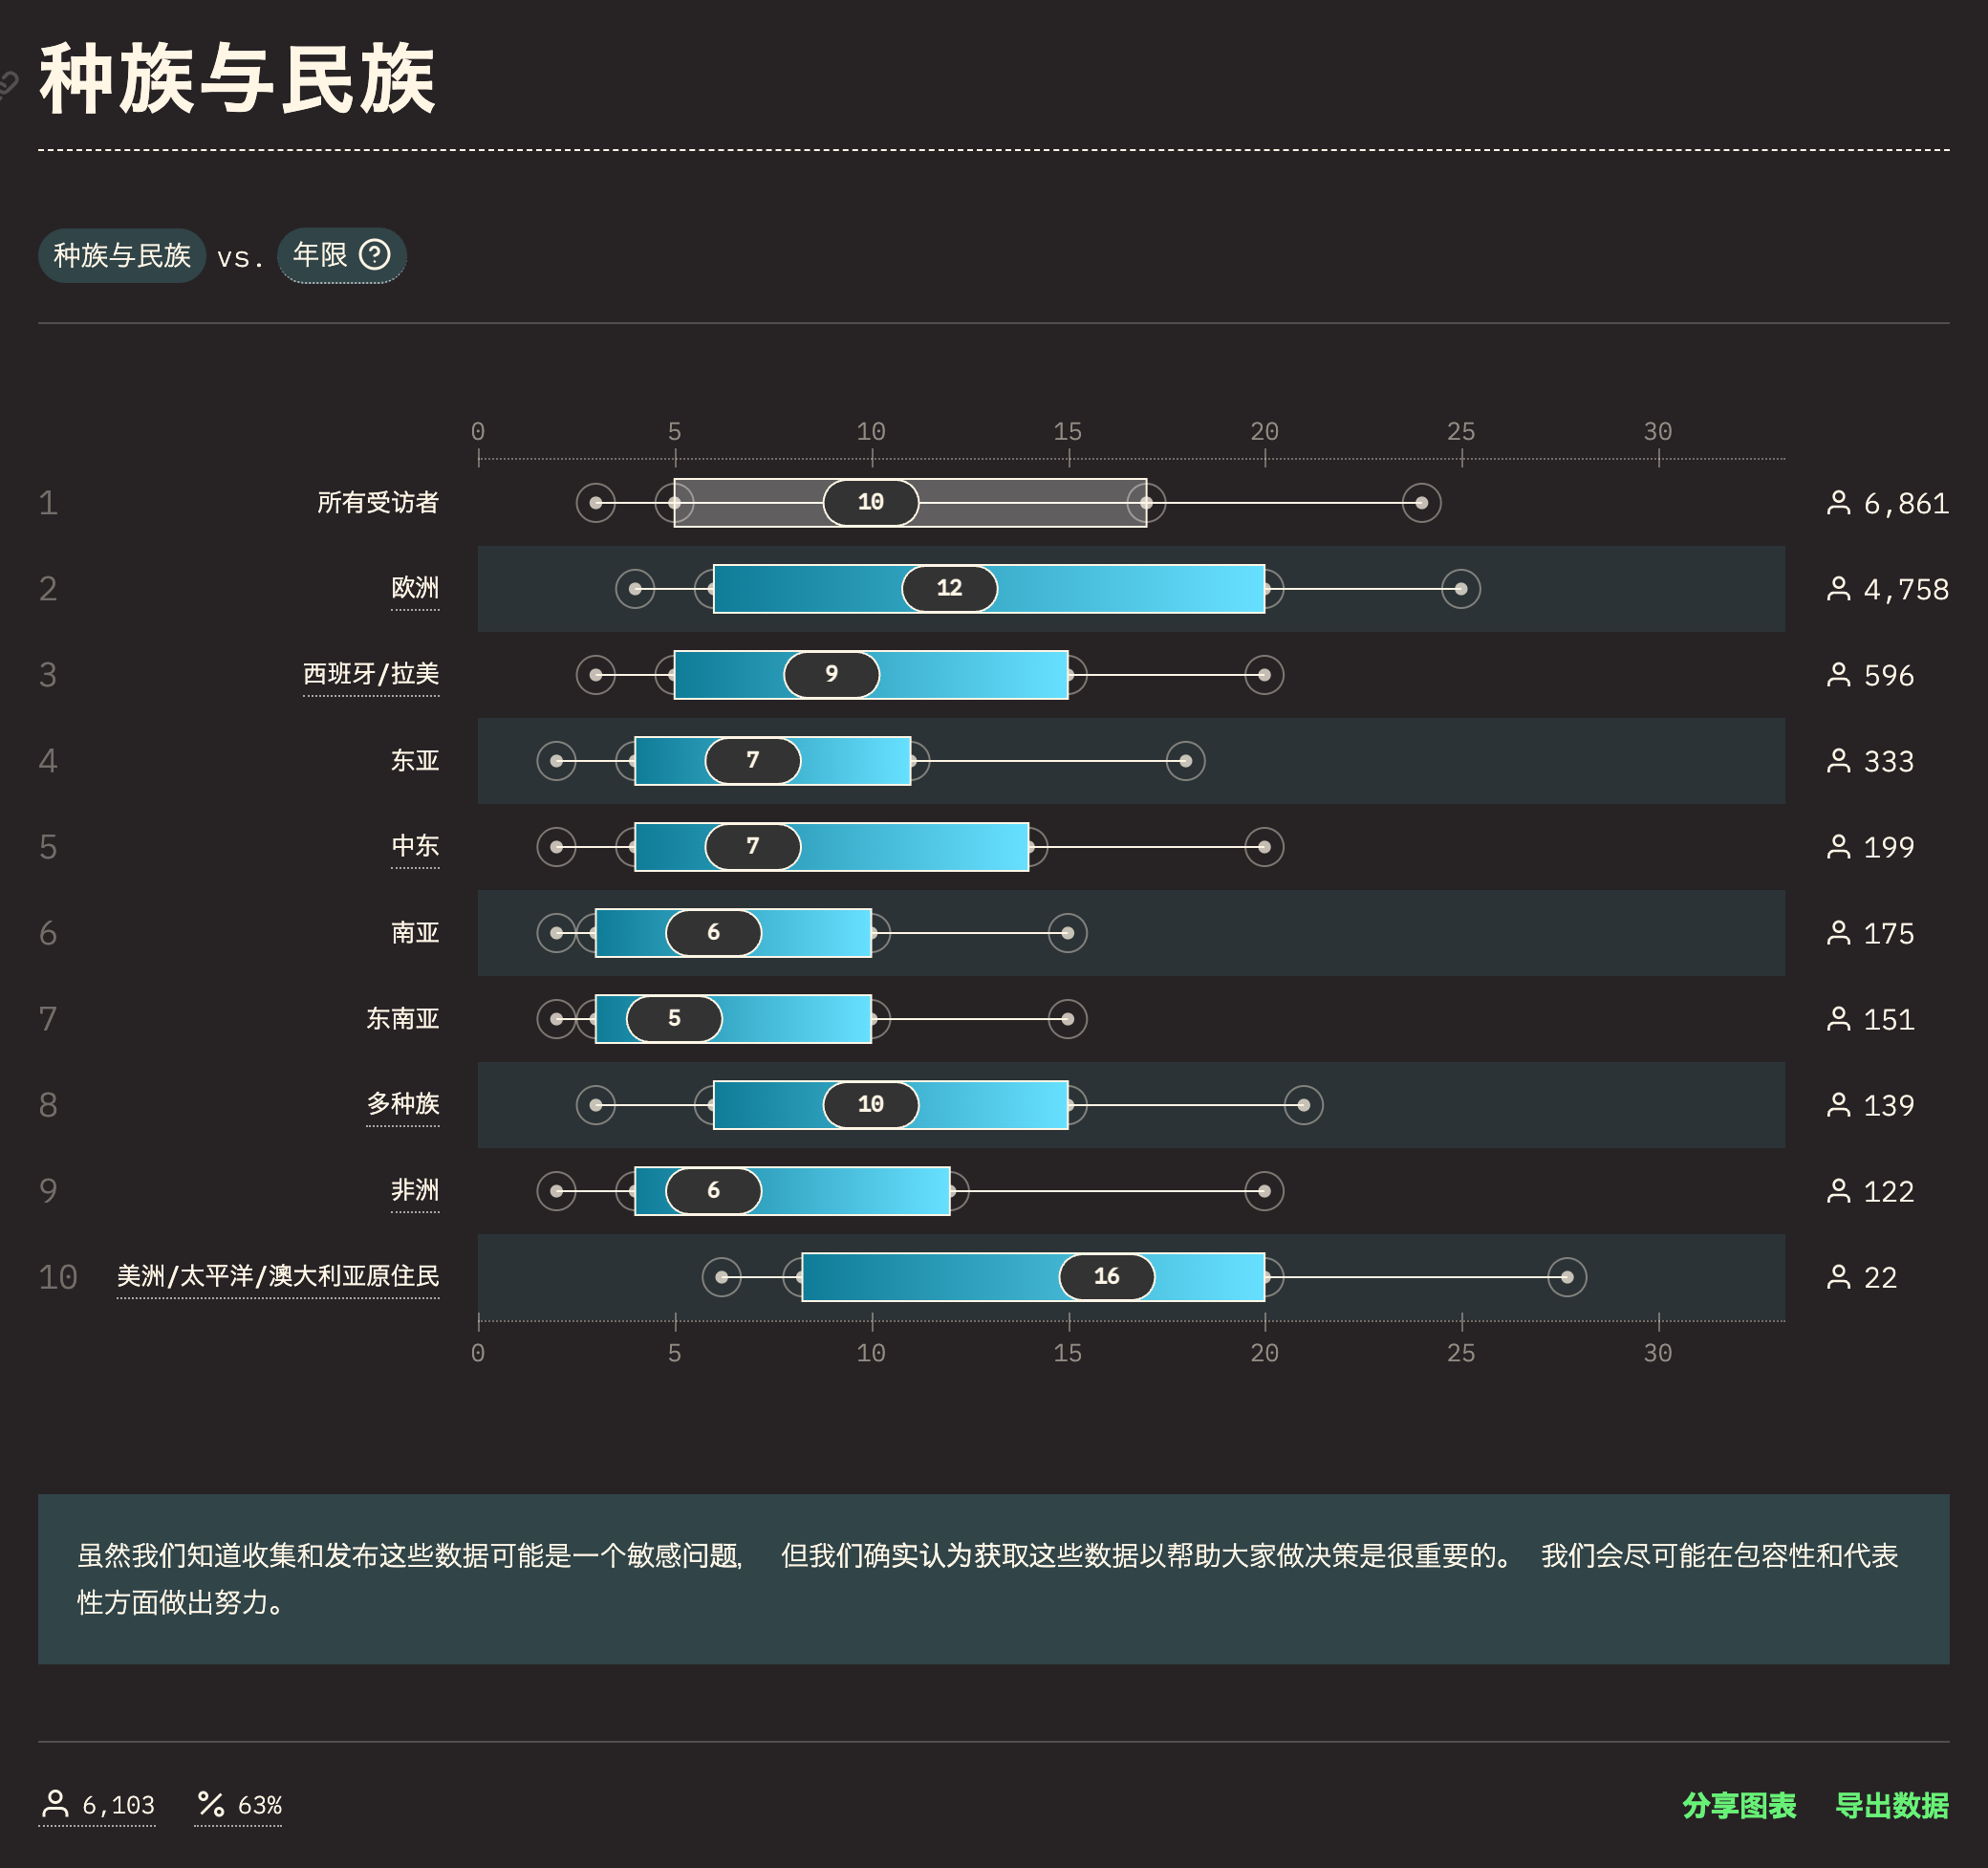 种族与民族
种族与民族 vs. 年限 ?
0 5 10 15 20 25 30
1 所有受访者 10 6,861
2 欧洲 12 4,758
3 西班牙/拉美 9 596
4 东亚 7 333
5 中东 7 199
6 南亚 6 175
7 东南亚 5 151
8 多种族 10 139
9 非洲 6 122
10 美洲/太平洋/澳大利亚原住民 16 22
0 5 10 15 20 25 30
虽然我们知道收集和发布这些数据可能是一个敏感问题, 但我们确实认为获取这些数据以帮助大家做决策是很重要的。 我们会尽可能在包容性和代表
性方面做出努力。
6,103 % 63% 分享图表 导出数据